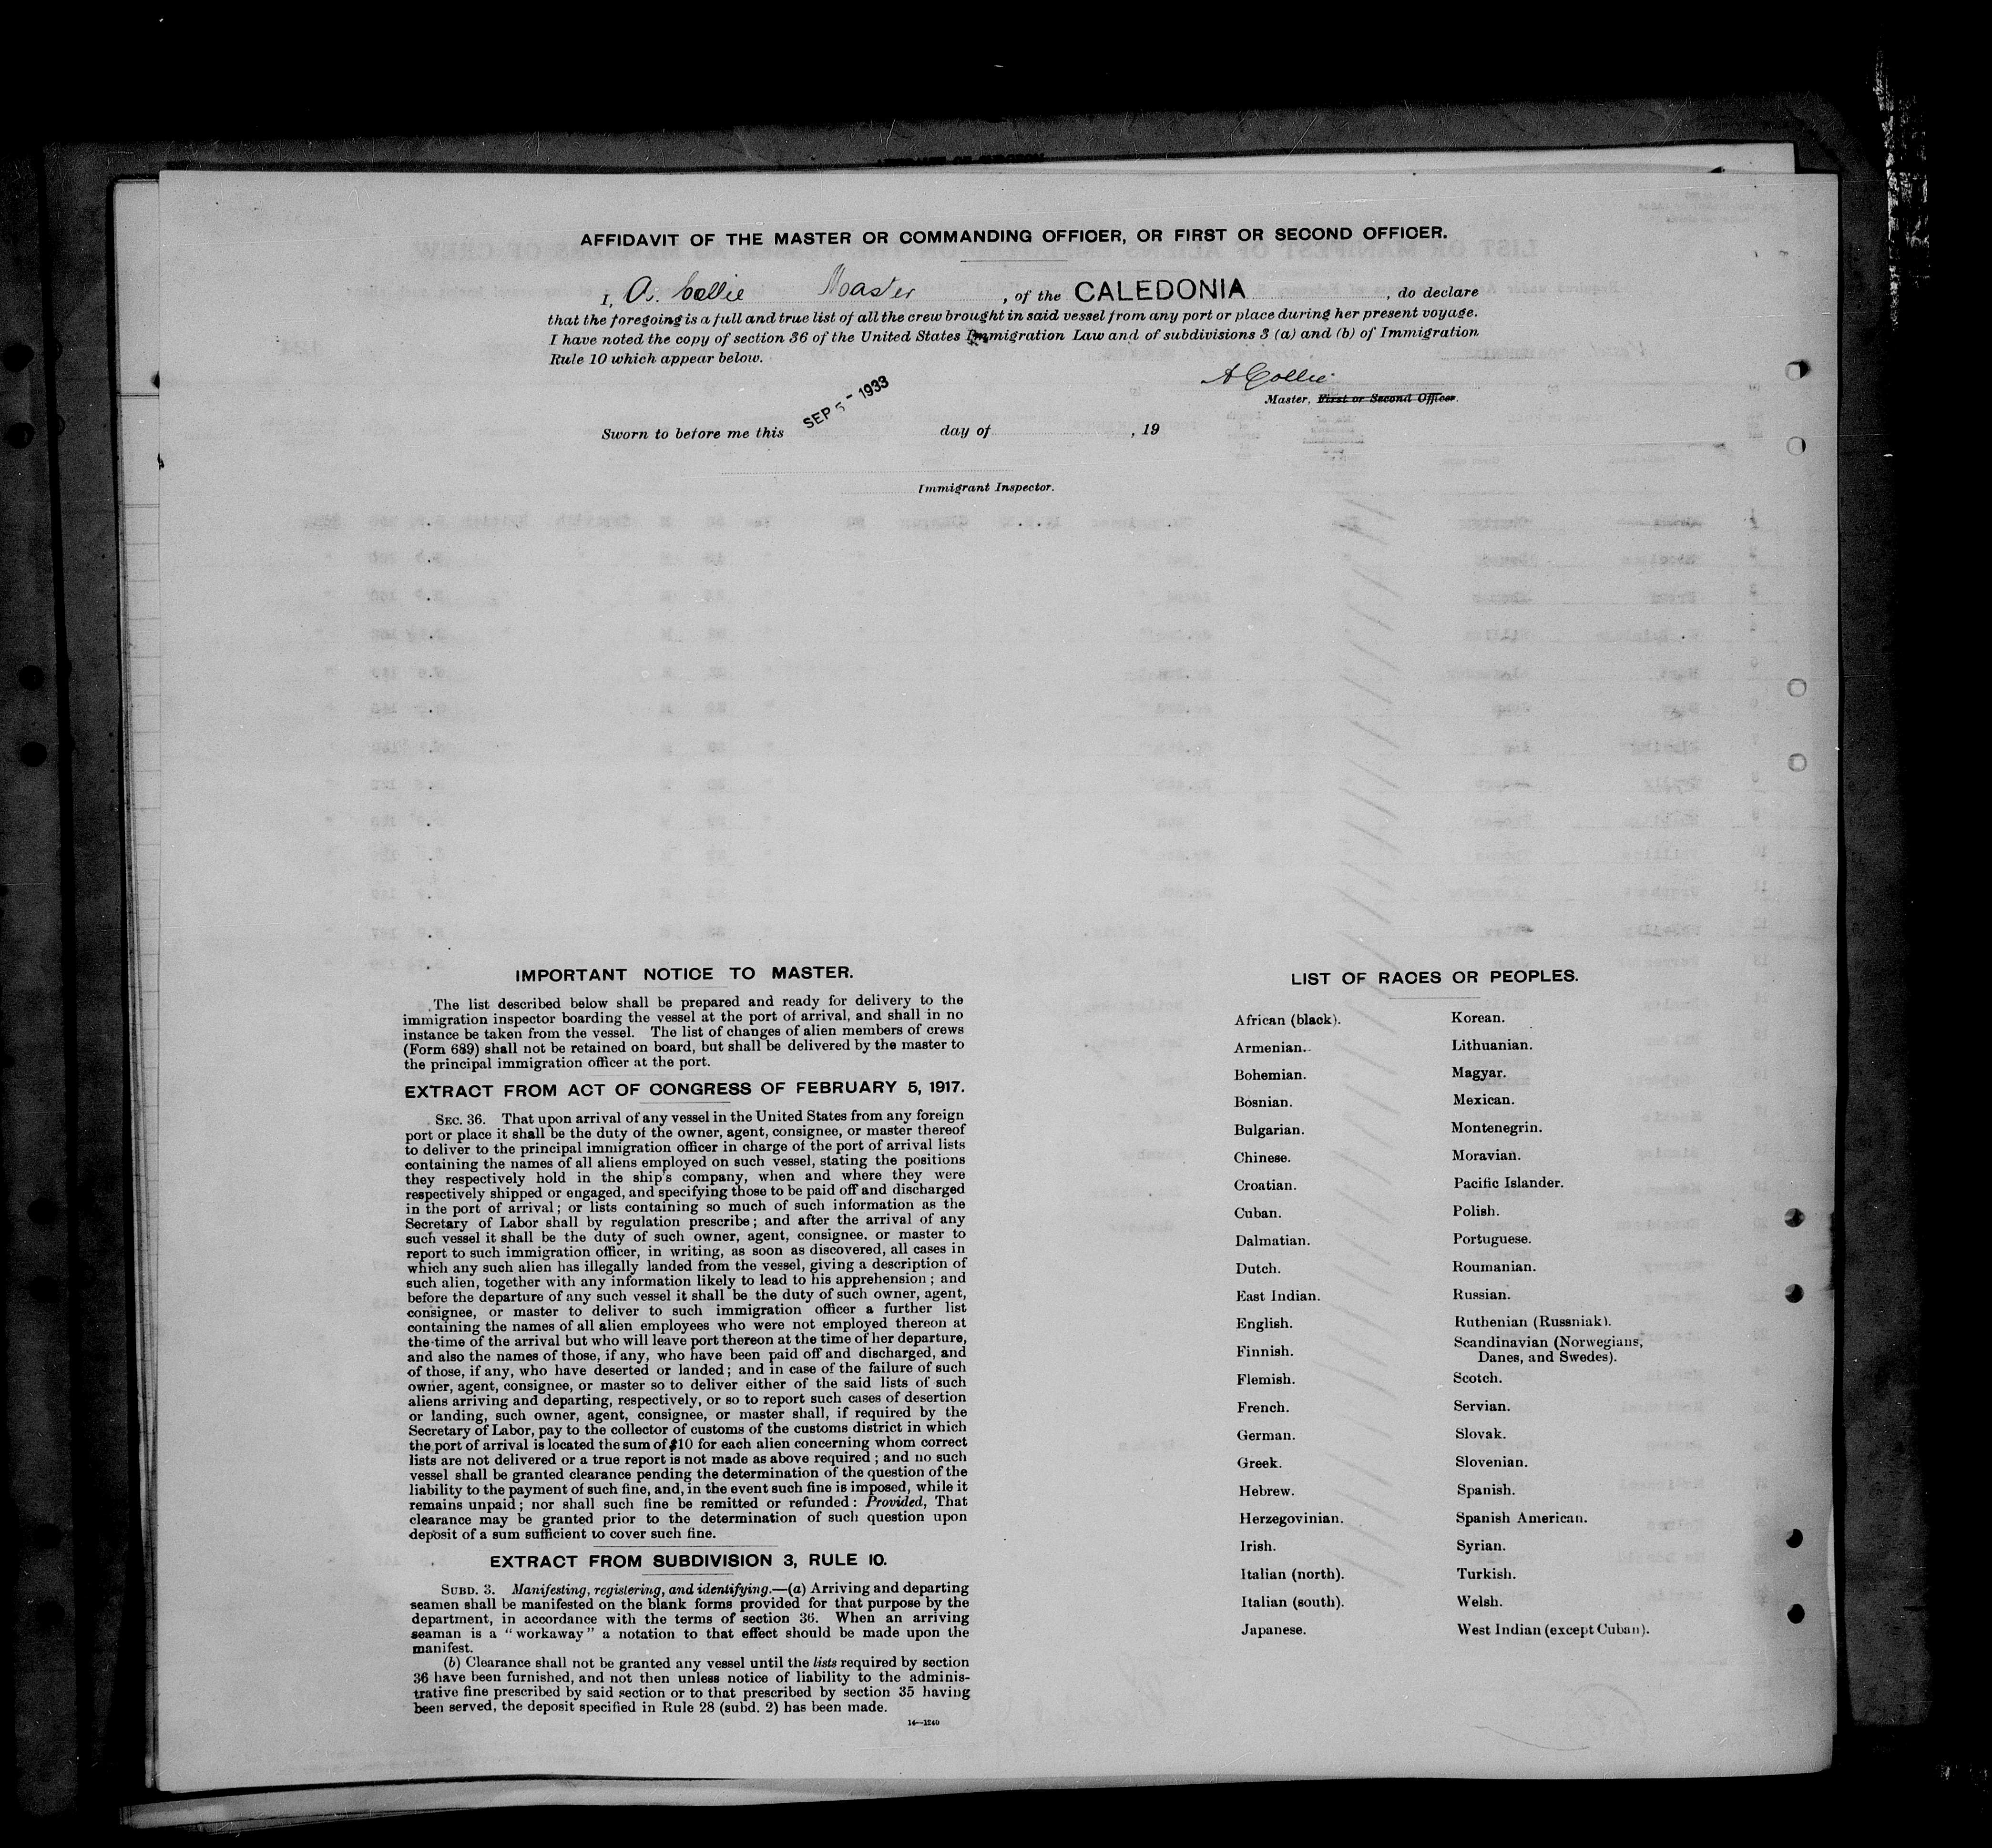 AFFIDAVIT OF THE MASTER OR COMMANDING OFFICER, OR FIRST OR SECOND OFFICER.
I, A. Collie Master, of the CALEDONIA, do declare
that the foregoing is a full and true list of all the crew brought in said vessel from any port or place during her present voyage.
I have noted the copy of section 36 of the United States Immigration Law and of subdivisions 3 (a) and (b) of Immigration
Rule 10 which appear below.
A Collie
Master, First or Second Officer.
SEP 5 - 1933
Sworn to before me this day of , 19
Immigrant Inspector.
IMPORTANT NOTICE TO MASTER.
The list described below shall be prepared and ready for delivery to the
immigration inspector boarding the vessel at the port of arrival, and shall in no
instance be taken from the vessel. The list of changes of alien members of crews
(Form 689) shall not be retained on board, but shall be delivered by the master to
the principal immigration officer at the port.
EXTRACT FROM ACT OF CONGRESS OF FEBRUARY 5, 1917.
SEC. 36. That upon arrival of any vessel in the United States from any foreign
port or place it shall be the duty of the owner, agent, consignee, or master thereof
to deliver to the principal immigration officer in charge of the port of arrival lists
containing the names of all aliens employed on such vessel, stating the positions
they respectively hold in the ship's company, when and where they were
respectively shipped or engaged, and specifying those to be paid off and discharged
in the port of arrival; or lists containing so much of such information as the
Secretary of Labor shall by regulation prescribe; and after the arrival of any
such vessel it shall be the duty of such owner, agent, consignee, or master to
report to such immigration officer, in writing, as soon as discovered, all cases in
which any such alien has illegally landed from the vessel, giving a description of
such alien, together with any information likely to lead to his apprehension; and
before the departure of any such vessel it shall be the duty of such owner, agent,
consignee, or master to deliver to such immigration officer a further list
containing the names of all alien employees who were not employed thereon at
the time of the arrival but who will leave port thereon at the time of her departure,
and also the names of those, if any, who have been paid off and discharged, and
of those, if any, who have deserted or landed; and in case of the failure of such
owner, agent, consignee, or master so to deliver either of the said lists of such
aliens arriving and departing, respectively, or so to report such cases of desertion
or landing, such owner, agent, consignee, or master shall, if required by the
Secretary of Labor, pay to the collector of customs of the customs district in which
the port of arrival is located the sum of $10 for each alien concerning whom correct
lists are not delivered or a true report is not made as above required; and no such
vessel shall be granted clearance pending the determination of the question of the
liability to the payment of such fine, and, in the event such fine is imposed, while it
remains unpaid; nor shall such fine be remitted or refunded: Provided, That
clearance may be granted prior to the determination of such question upon
deposit of a sum sufficient to cover such fine.
EXTRACT FROM SUBDIVISION 3, RULE 10.
SUBD. 3. Manifesting, registering, and identifying.—(a) Arriving and departing
seamen shall be manifested on the blank forms provided for that purpose by the
department, in accordance with the terms of section 36. When an arriving
seaman is a "workaway" a notation to that effect should be made upon the
manifest.
(b) Clearance shall not be granted any vessel until the lists required by section
36 have been furnished, and not then unless notice of liability to the adminis-
trative fine prescribed by said section or to that prescribed by section 35 having
been served, the deposit specified in Rule 28 (subd. 2) has been made.
14—1240
LIST OF RACES OR PEOPLES.
African (black).
Armenian.
Bohemian.
Bosnian.
Bulgarian.
Chinese.
Croatian.
Cuban.
Dalmatian.
Dutch.
East Indian.
English.
Finnish.
Flemish.
French.
German.
Greek.
Hebrew.
Herzegovinian.
Irish.
Italian (north).
Italian (south).
Japanese.
Korean.
Lithuanian.
Magyar.
Mexican.
Montenegrin.
Moravian.
Pacific Islander.
Polish.
Portuguese.
Roumanian.
Russian.
Ruthenian (Russniak).
Scandinavian (Norwegians,
Danes, and Swedes).
Scotch.
Servian.
Slovak.
Slovenian.
Spanish.
Spanish American.
Syrian.
Turkish.
Welsh.
West Indian (except Cuban).